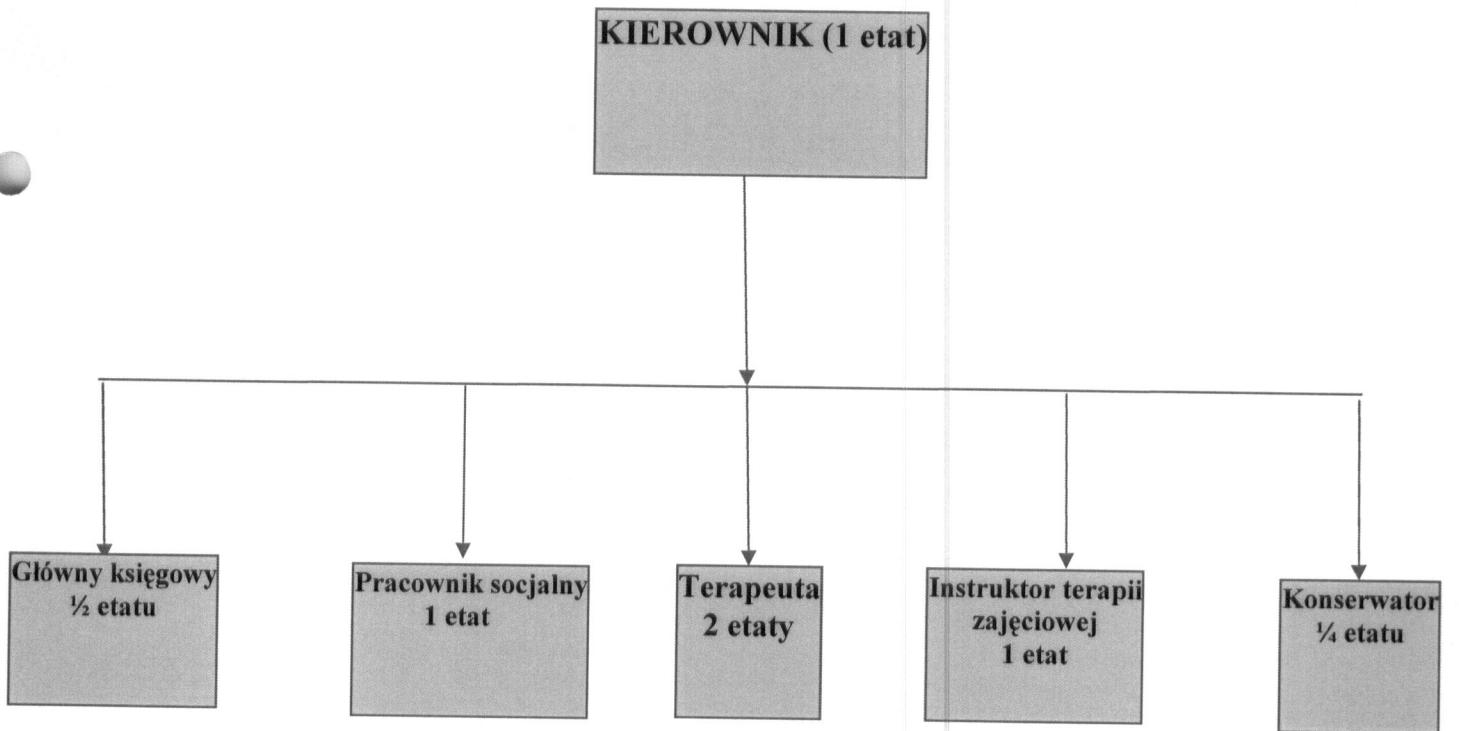 KIEROWNIK (1 etat)
Główny księgowy
½ etatu
Pracownik socjalny
1 etat
Terapeuta
2 etaty
Instruktor terapii
zajęciowej
1 etat
Konserwator
¼ etatu